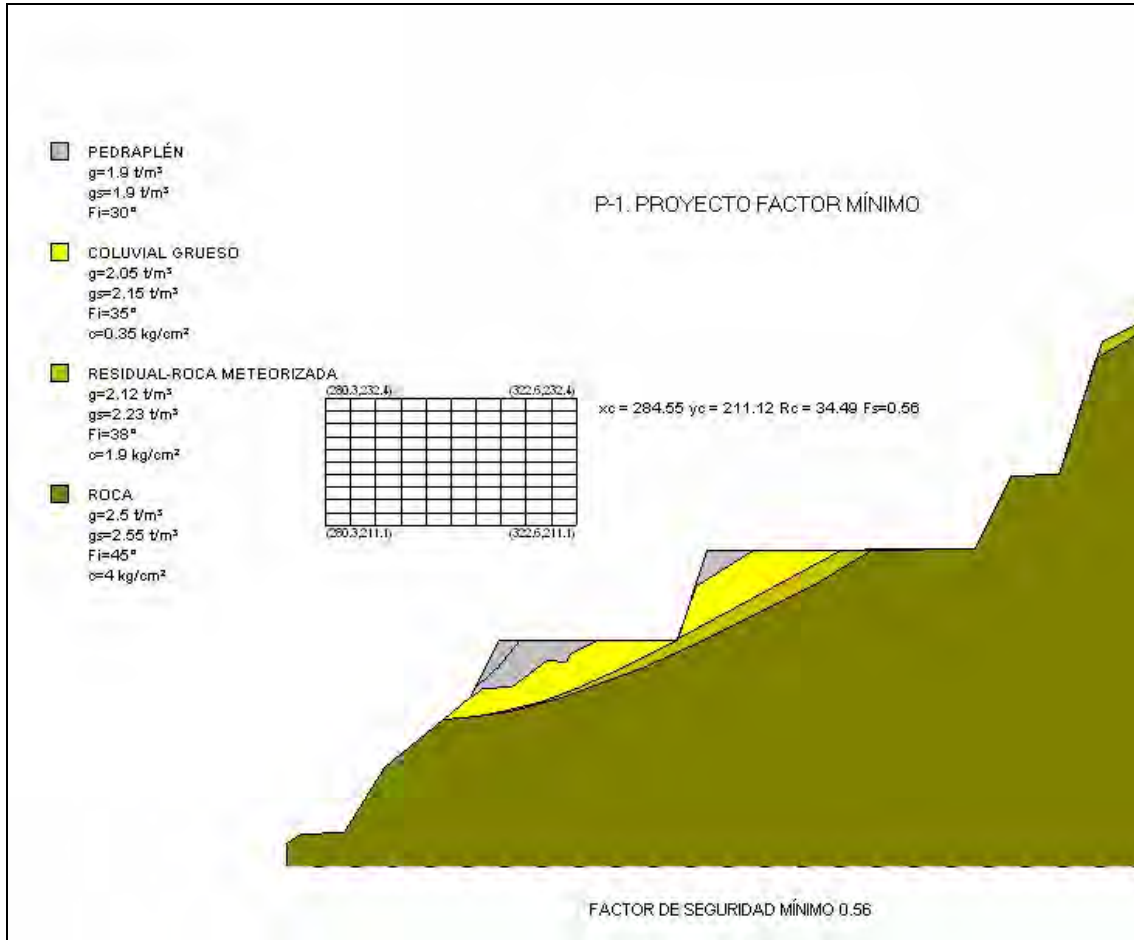 PEDRAPLÉN
g=1.9 t/m³
gs=1.9 t/m³
Fi=30°
P-1. PROYECTO FACTOR MÍNIMO
COLUVIAL GRUESO
g=2.05 t/m³
gs=2.15 t/m³
Fi=35°
c=0.35 kg/cm²
RESIDUAL-ROCA METEORIZADA
g=2.12 t/m³
gs=2.23 t/m³
Fi=38°
c=1.9 kg/cm²
ROCA
g=2.5 t/m³
gs=2.55 t/m³
Fi=45°
c=4 kg/cm²
(280.3,232.4) (322.6,232.4)
xc = 284.55 yc = 211.12 Rc = 34.49 Fs=0.56
(280.3,211.1) (322.6,211.1)
FACTOR DE SEGURIDAD MÍNIMO 0.56